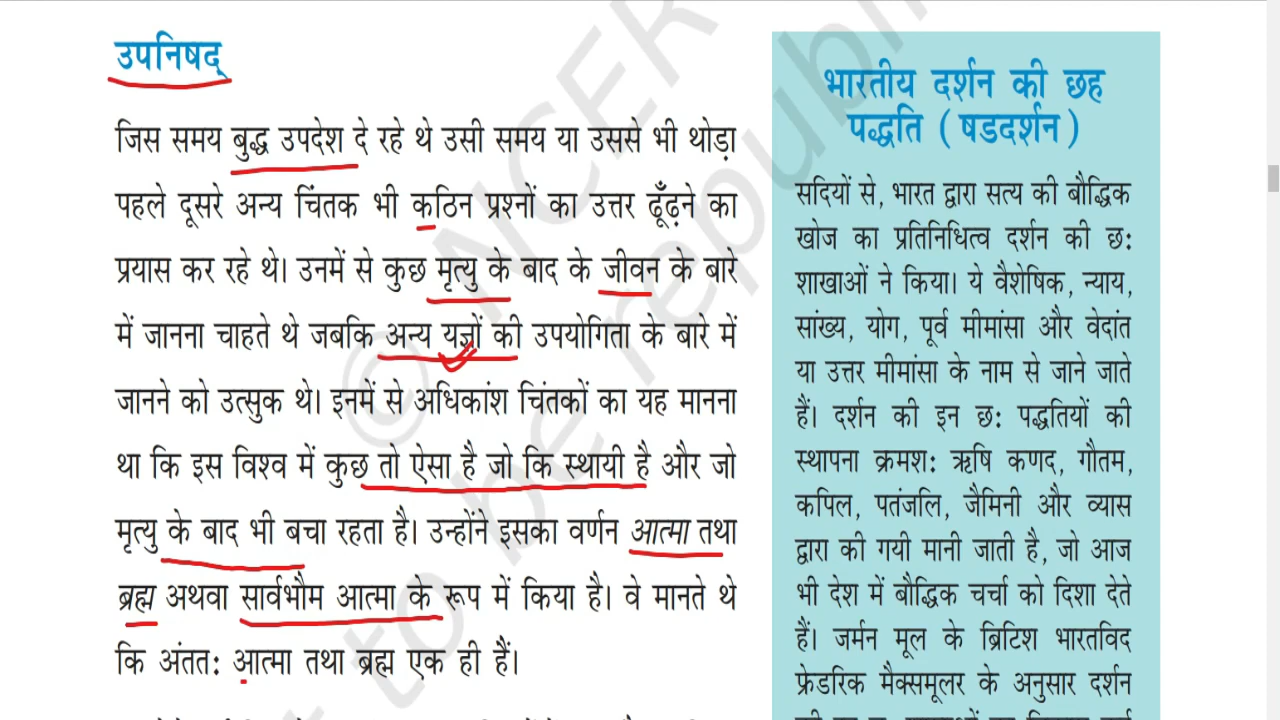 उपनिषद्
जिस समय बुद्ध उपदेश दे रहे थे उसी समय या उससे भी थोड़ा
पहले दूसरे अन्य चिंतक भी कठिन प्रश्नों का उत्तर ढूँढ़ने का
प्रयास कर रहे थे। उनमें से कुछ मृत्यु के बाद के जीवन के बारे
में जानना चाहते थे जबकि अन्य यज्ञों की उपयोगिता के बारे में
जानने को उत्सुक थे। इनमें से अधिकांश चिंतकों का यह मानना
था कि इस विश्व में कुछ तो ऐसा है जो कि स्थायी है और जो
मृत्यु के बाद भी बचा रहता है। उन्होंने इसका वर्णन आत्मा तथा
ब्रह्म अथवा सार्वभौम आत्मा के रूप में किया है। वे मानते थे
कि अंतत: आत्मा तथा ब्रह्म एक ही हैं।
भारतीय दर्शन की छह
पद्धति (षडदर्शन)
सदियों से, भारत द्वारा सत्य की बौद्धिक
खोज का प्रतिनिधित्व दर्शन की छ:
शाखाओं ने किया। ये वैशेषिक, न्याय,
सांख्य, योग, पूर्व मीमांसा और वेदांत
या उत्तर मीमांसा के नाम से जाने जाते
हैं। दर्शन की इन छ: पद्धतियों की
स्थापना क्रमश: ऋषि कणद, गौतम,
कपिल, पतंजलि, जैमिनी और व्यास
द्वारा की गयी मानी जाती है, जो आज
भी देश में बौद्धिक चर्चा को दिशा देते
हैं। जर्मन मूल के ब्रिटिश भारतविद
फ्रेडरिक मैक्समूलर के अनुसार दर्शन
© NCER
to be republi